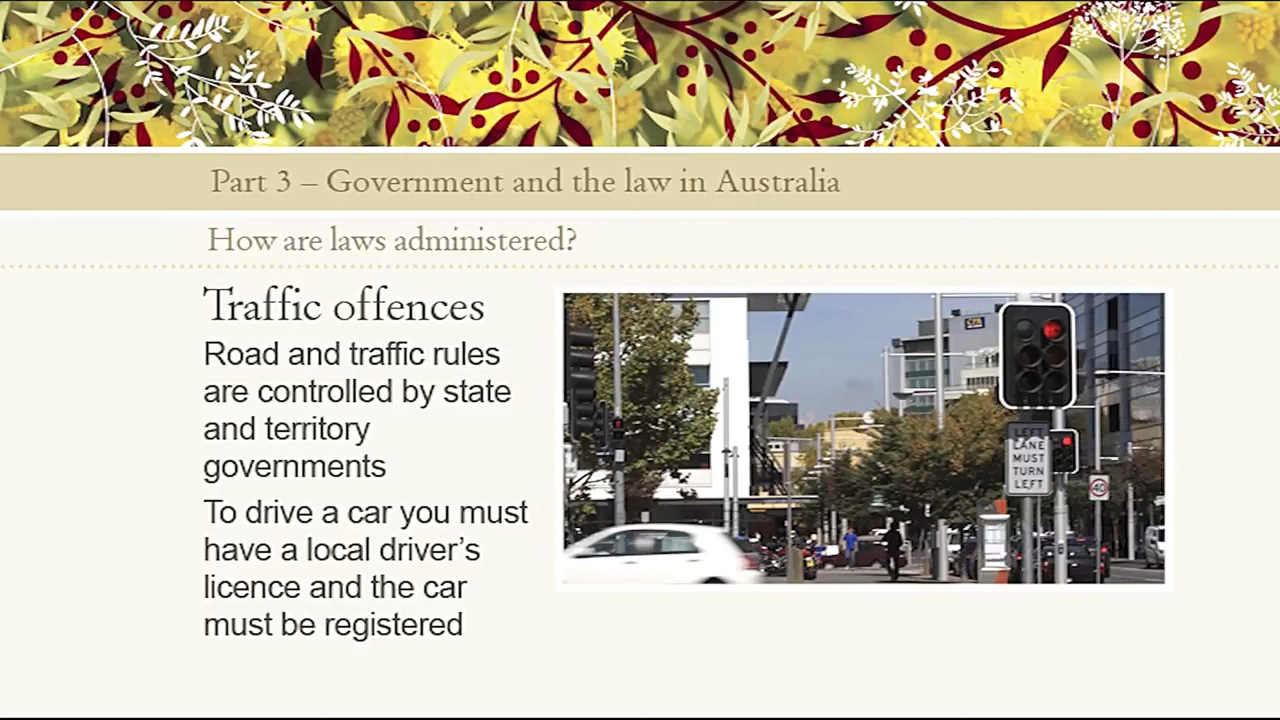 Part 3 – Government and the law in Australia
How are laws administered?
Traffic offences
Road and traffic rules
are controlled by state
and territory
governments
To drive a car you must
have a local driver's
licence and the car
must be registered
LEFT
LANE
MUST
TURN
LEFT
40